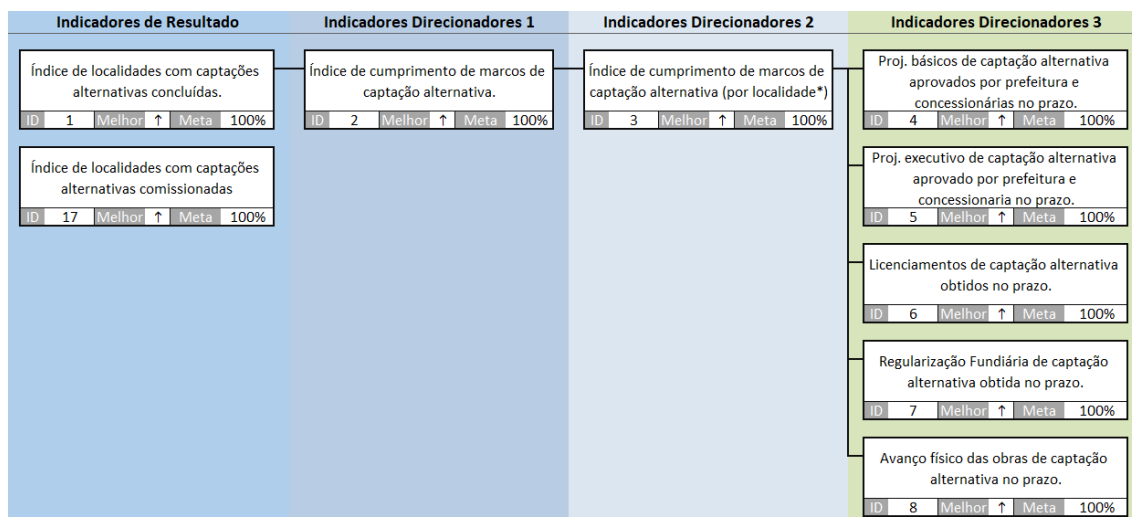 Indicadores de Resultado
Indicadores Direcionadores 1
Indicadores Direcionadores 2
Indicadores Direcionadores 3
Índice de localidades com captações
alternativas concluídas.
ID 1 Melhor ↑ Meta 100%
Índice de cumprimento de marcos de
captação alternativa.
ID 2 Melhor ↑ Meta 100%
Índice de cumprimento de marcos de
captação alternativa (por localidade*)
ID 3 Melhor ↑ Meta 100%
Proj. básicos de captação alternativa
aprovados por prefeitura e
concessionárias no prazo.
ID 4 Melhor ↑ Meta 100%
Índice de localidades com captações
alternativas comissionadas
ID 17 Melhor ↑ Meta 100%
Proj. executivo de captação alternativa
aprovado por prefeitura e
concessionaria no prazo.
ID 5 Melhor ↑ Meta 100%
Licenciamentos de captação alternativa
obtidos no prazo.
ID 6 Melhor ↑ Meta 100%
Regularização Fundiária de captação
alternativa obtida no prazo.
ID 7 Melhor ↑ Meta 100%
Avanço físico das obras de captação
alternativa no prazo.
ID 8 Melhor ↑ Meta 100%